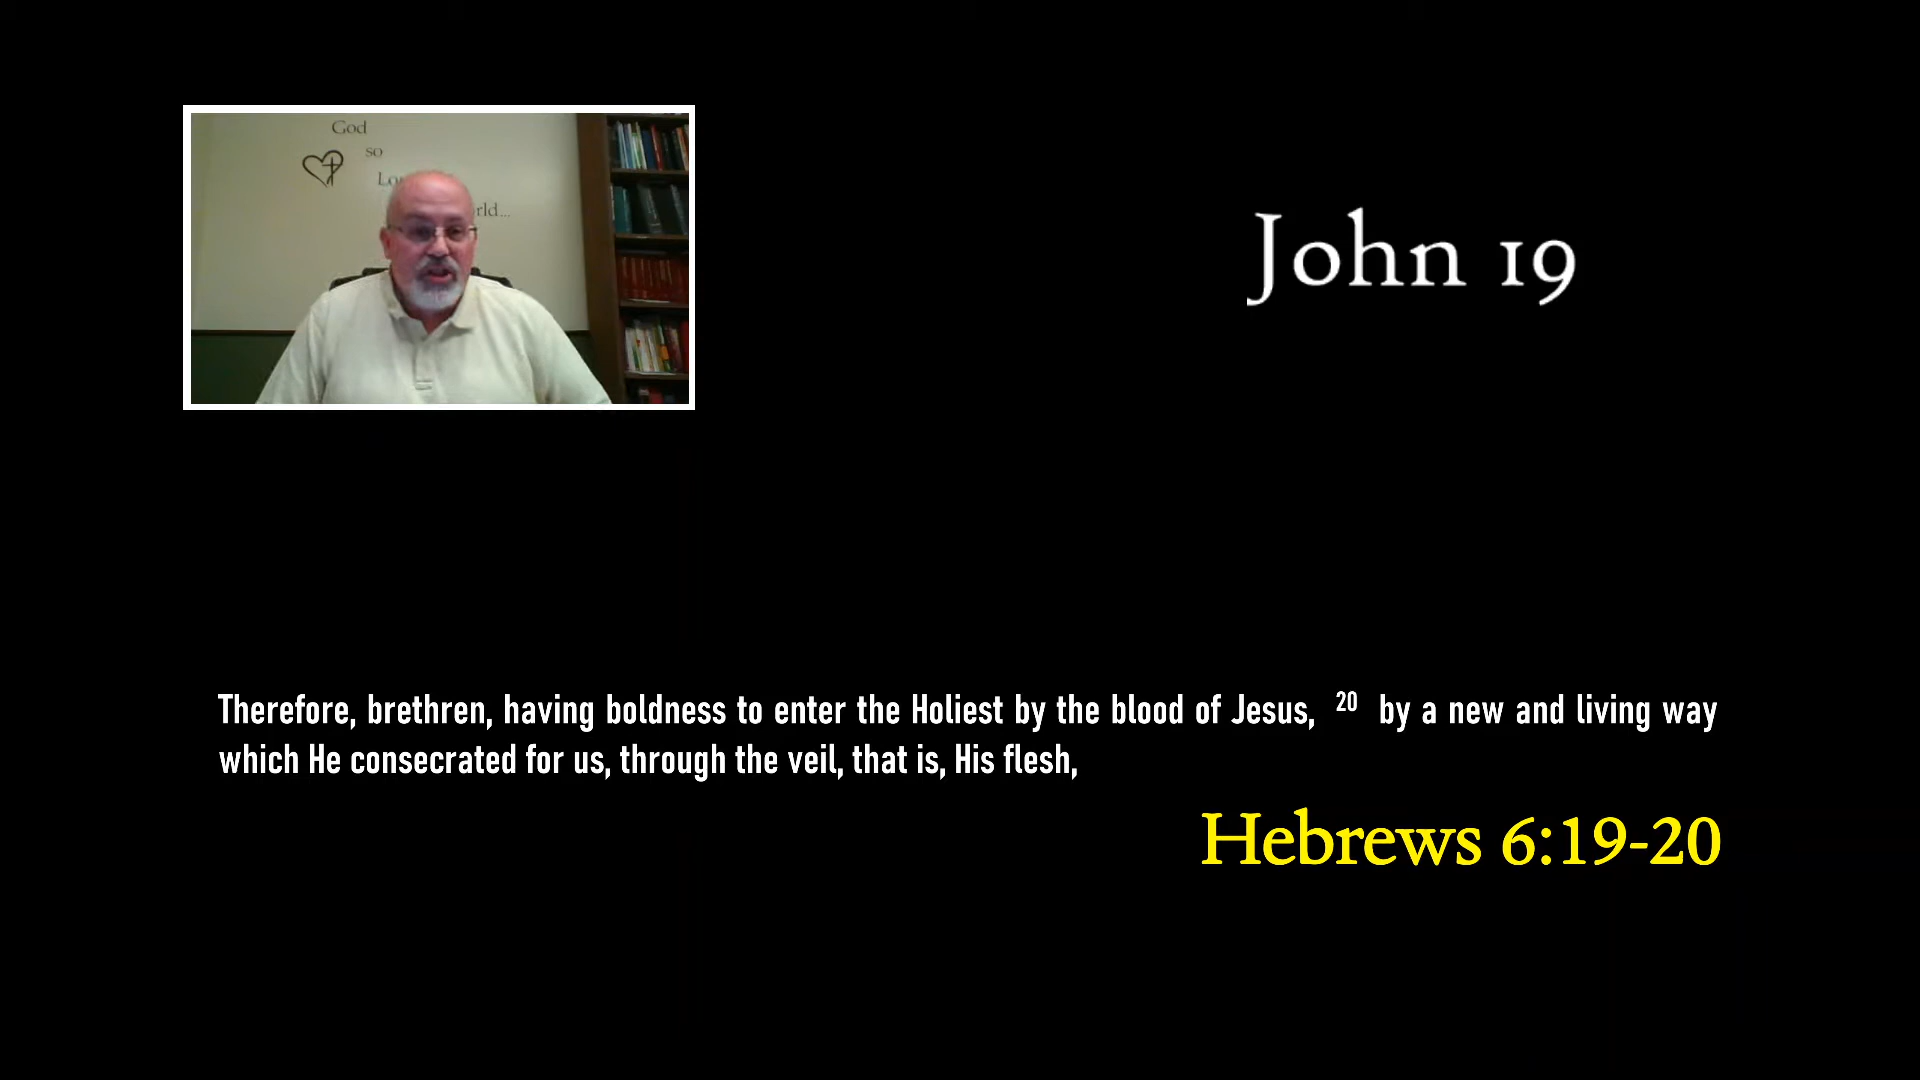 God
so
rld...
John 19
Therefore, brethren, having boldness to enter the Holiest by the blood of Jesus, 20 by a new and living way
which He consecrated for us, through the veil, that is, His flesh,
Hebrews 6:19-20